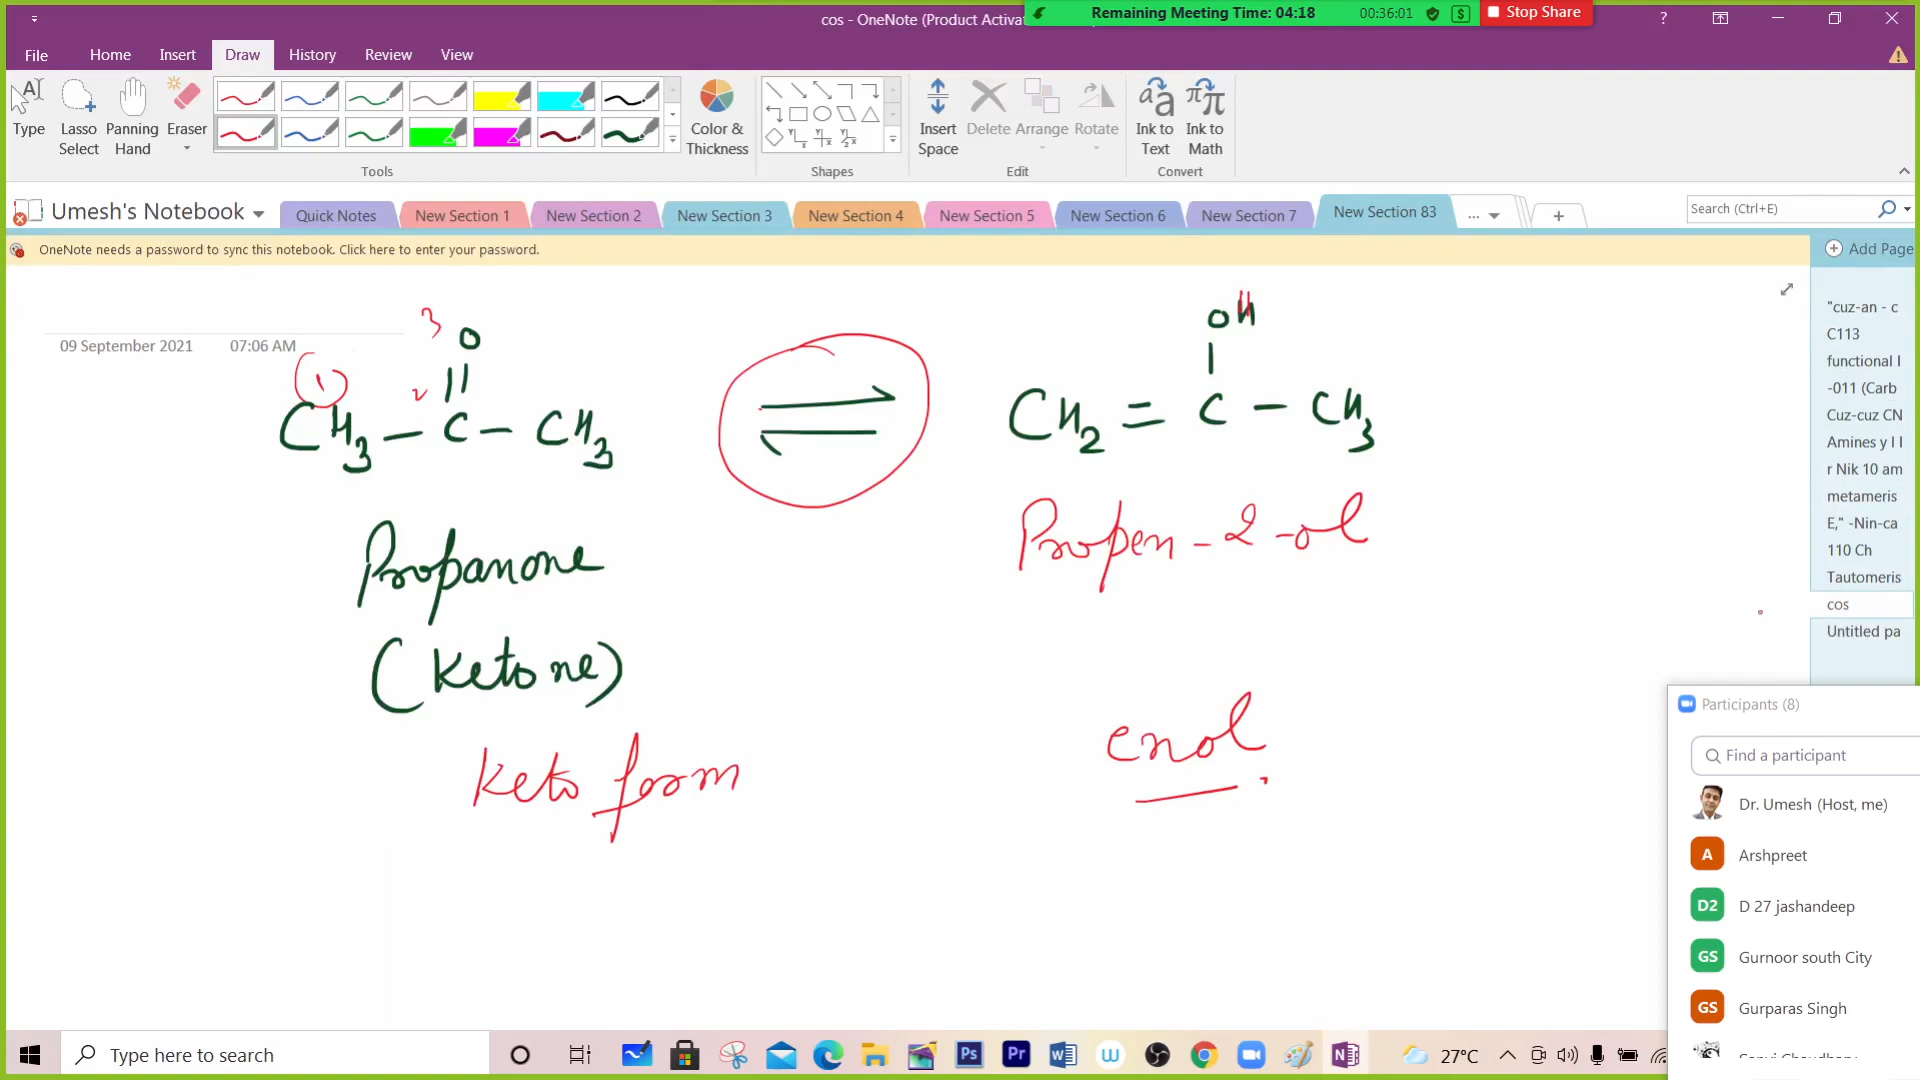 cos - OneNote (Product Activat
Remaining Meeting Time: 04:18
00:36:01
Stop Share
File
Home
Insert
Draw
History
Review
View
Type
Lasso Select
Panning Hand
Eraser
Color & Thickness
Insert Space
Delete
Arrange
Rotate
Ink to Text
Ink to Math
Tools
Shapes
Edit
Convert
Umesh's Notebook
Quick Notes
New Section 1
New Section 2
New Section 3
New Section 4
New Section 5
New Section 6
New Section 7
New Section 83
...
Search (Ctrl+E)
OneNote needs a password to sync this notebook. Click here to enter your password.
Add Page
09 September 2021
07:06 AM
3
O
1
2
CH3 - C - CH3
OH
CH2 = C - CH3
Propanone
(Ketone)
Keto form
Propen-2-ol
enol
"cuz-an - c
C113
functional I
-011 (Carb
Cuz-cuz CN
Amines y I I
r Nik 10 am
metameris
E," -Nin-ca
110 Ch
Tautomeris
cos
Untitled pa
Participants (8)
Find a participant
Dr. Umesh (Host, me)
A
Arshpreet
D2
D 27 jashandeep
GS
Gurnoor south City
GS
Gurparas Singh
Type here to search
27°C